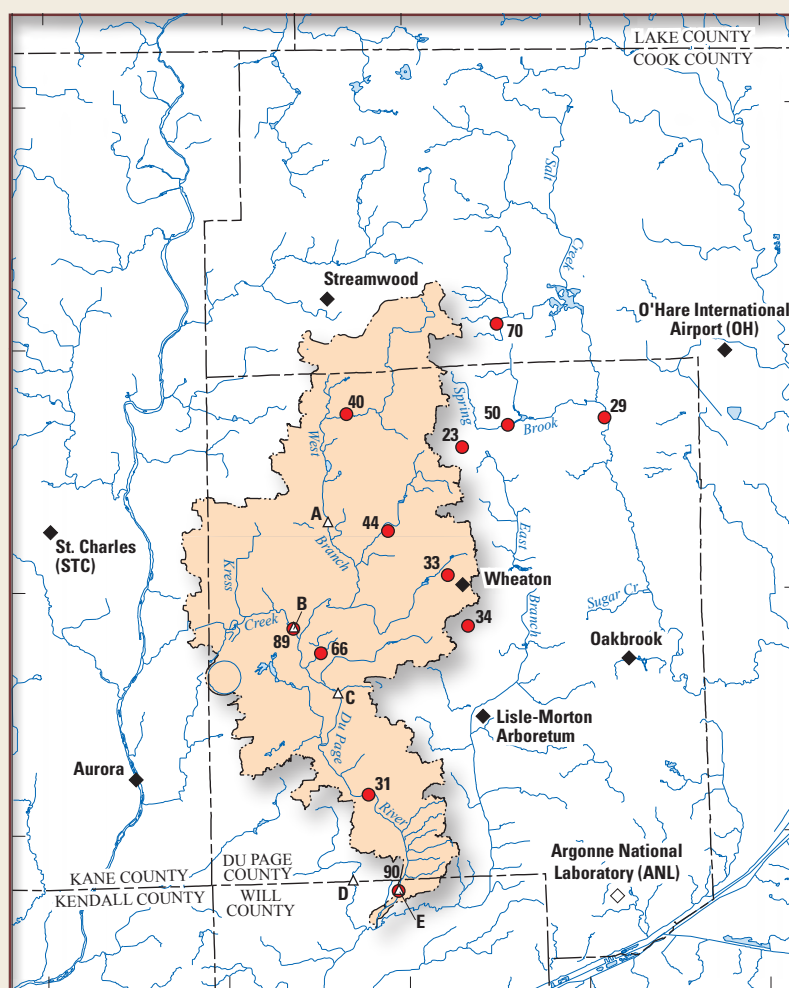 LAKE COUNTY
COOK COUNTY
Salt
Creek
Streamwood
O'Hare International
Airport (OH)
70
40
Spring
50
Brook
29
23
West
A
44
Branch
St. Charles
(STC)
East
Branch
33
Wheaton
Kress
Creek
B
89
34
Sugar Cr
66
Oakbrook
C
Du Page
Lisle-Morton
Arboretum
Aurora
31
River
KANE COUNTY
DU PAGE
COUNTY
KENDALL COUNTY
WILL
COUNTY
D
90
E
Argonne National
Laboratory (ANL)